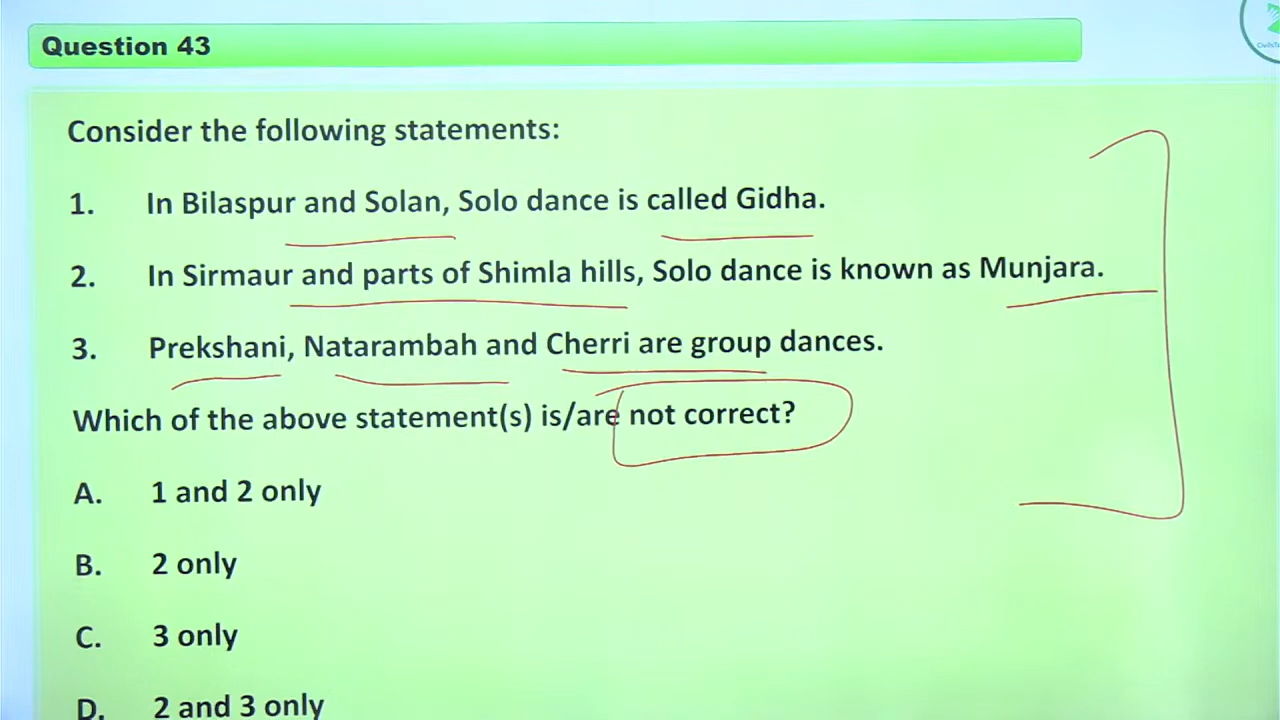 Question 43
Consider the following statements:
1. In Bilaspur and Solan, Solo dance is called Gidha.
2. In Sirmaur and parts of Shimla hills, Solo dance is known as Munjara.
3. Prekshani, Natarambah and Cherri are group dances.
Which of the above statement(s) is/are not correct?
A. 1 and 2 only
B. 2 only
C. 3 only
D. 2 and 3 only